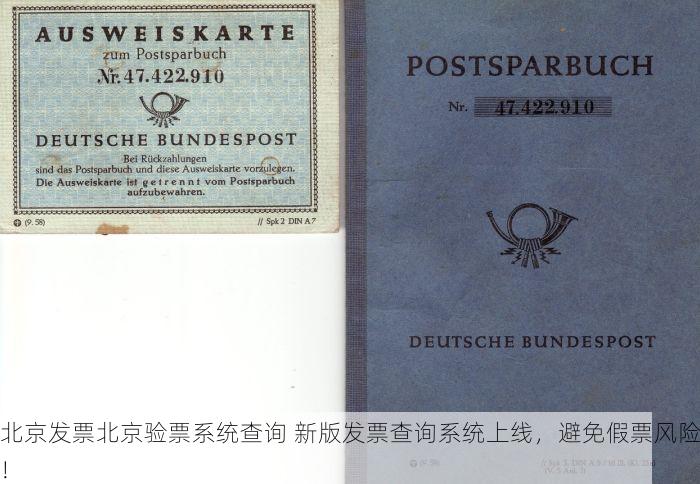 AUSWEISKARTE
zum Postsparbuch
Nr. 47.422.910
DEUTSCHE BUNDESPOST
Bei Rückzahlungen
sind das Postsparbuch und diese Ausweiskarte vorzulegen.
Die Ausweiskarte ist getrennt vom Postsparbuch
aufzubewahren.
(9. 58)
// Spk 2 DIN A 7
POSTSPARBUCH
Nr. 47.422.910
DEUTSCHE BUNDESPOST
北京发票北京验票系统查询 新版发票查询系统上线，避免假票风险
！